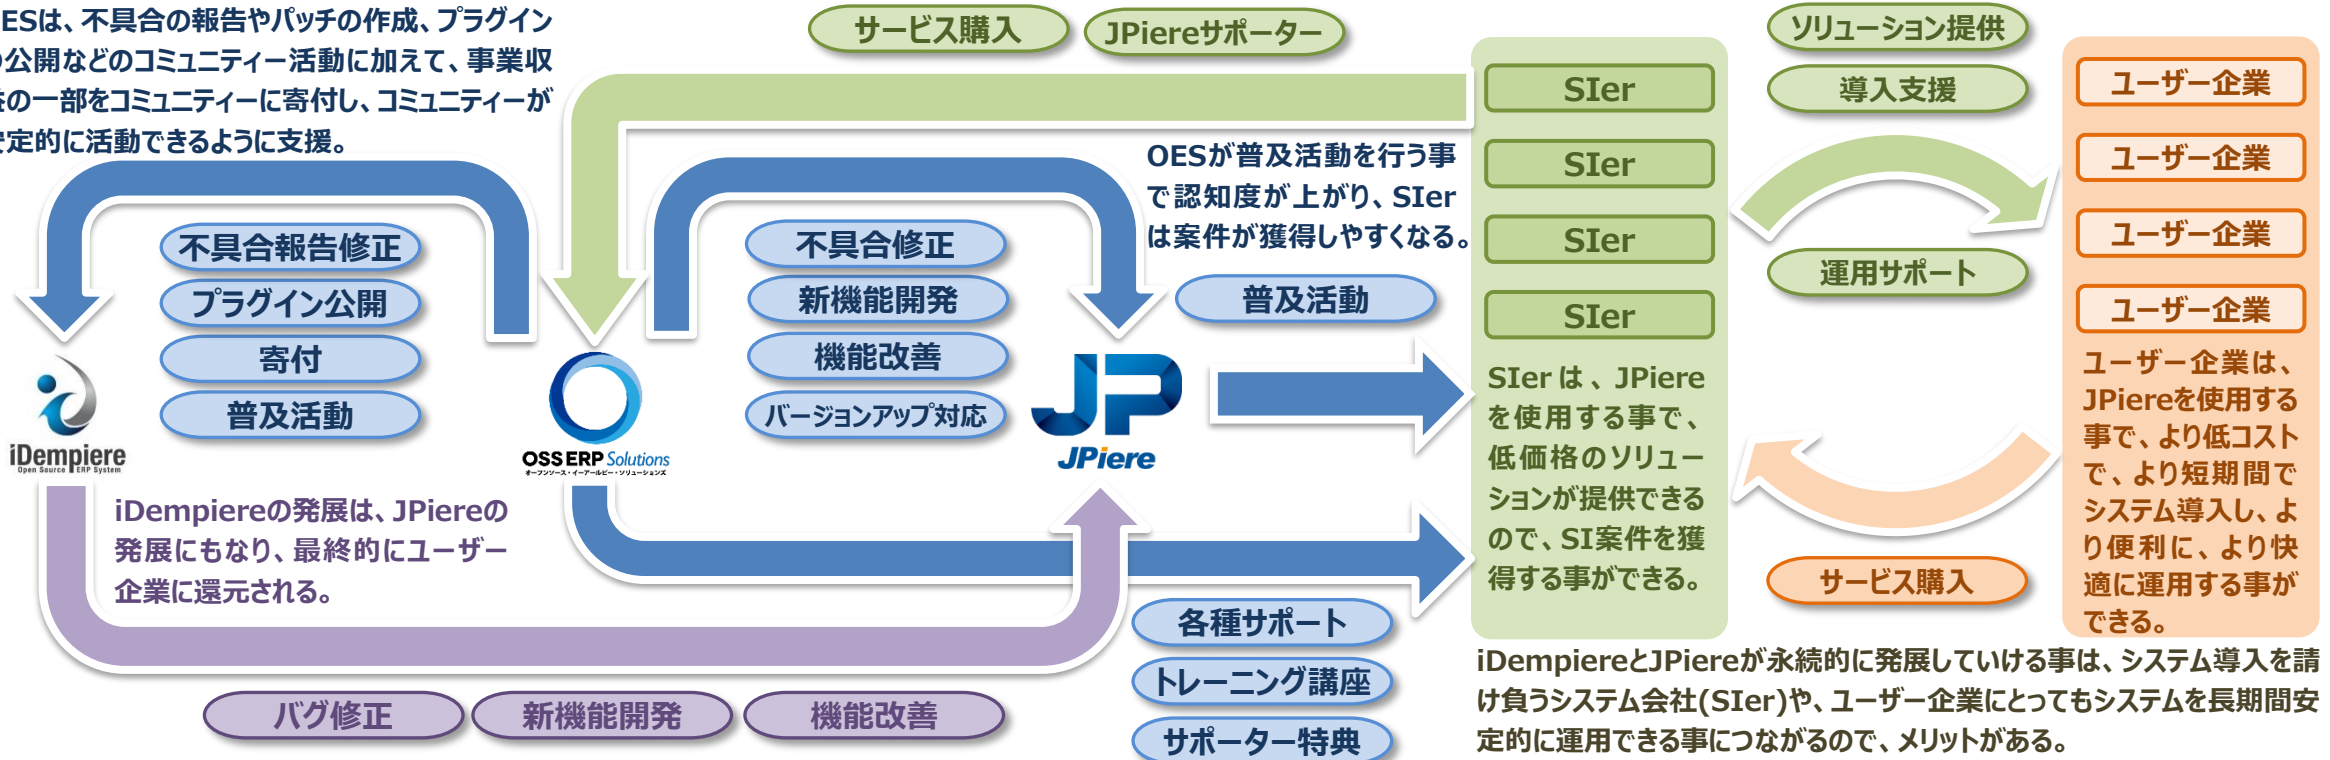 ESは、不具合の報告やパッチの作成、プラグイン
公開などのコミュニティー活動に加えて、事業収
の一部をコミュニティーに寄付し、コミュニティーが
定的に活動できるように支援。
サービス購入
JPiereサポーター
ソリューション提供
導入支援
運用サポート
SIer
SIer
SIer
SIer
ユーザー企業
ユーザー企業
ユーザー企業
ユーザー企業
OESが普及活動を行う事
で認知度が上がり、SIer
は案件が獲得しやすくなる。
不具合報告修正
プラグイン公開
寄付
普及活動
不具合修正
新機能開発
機能改善
バージョンアップ対応
普及活動
iDempiere
Open Source ERP System
OSS ERP Solutions
オープンソース・イーアールピー・ソリューションズ
JP
JPiere
SIerは、JPiere
を使用する事で、
低価格のソリュー
ションが提供できる
ので、SI案件を獲
得する事ができる。
ユーザー企業は、
JPiereを使用する
事で、より低コスト
で、より短期間で
システム導入し、よ
り便利に、より快
適に運用する事が
できる。
サービス購入
iDempiereの発展は、JPiereの
発展にもなり、最終的にユーザー
企業に還元される。
バグ修正
新機能開発
機能改善
各種サポート
トレーニング講座
サポーター特典
iDempiereとJPiereが永続的に発展していける事は、システム導入を請
け負うシステム会社(SIer)や、ユーザー企業にとってもシステムを長期間安
定的に運用できる事につながるので、メリットがある。